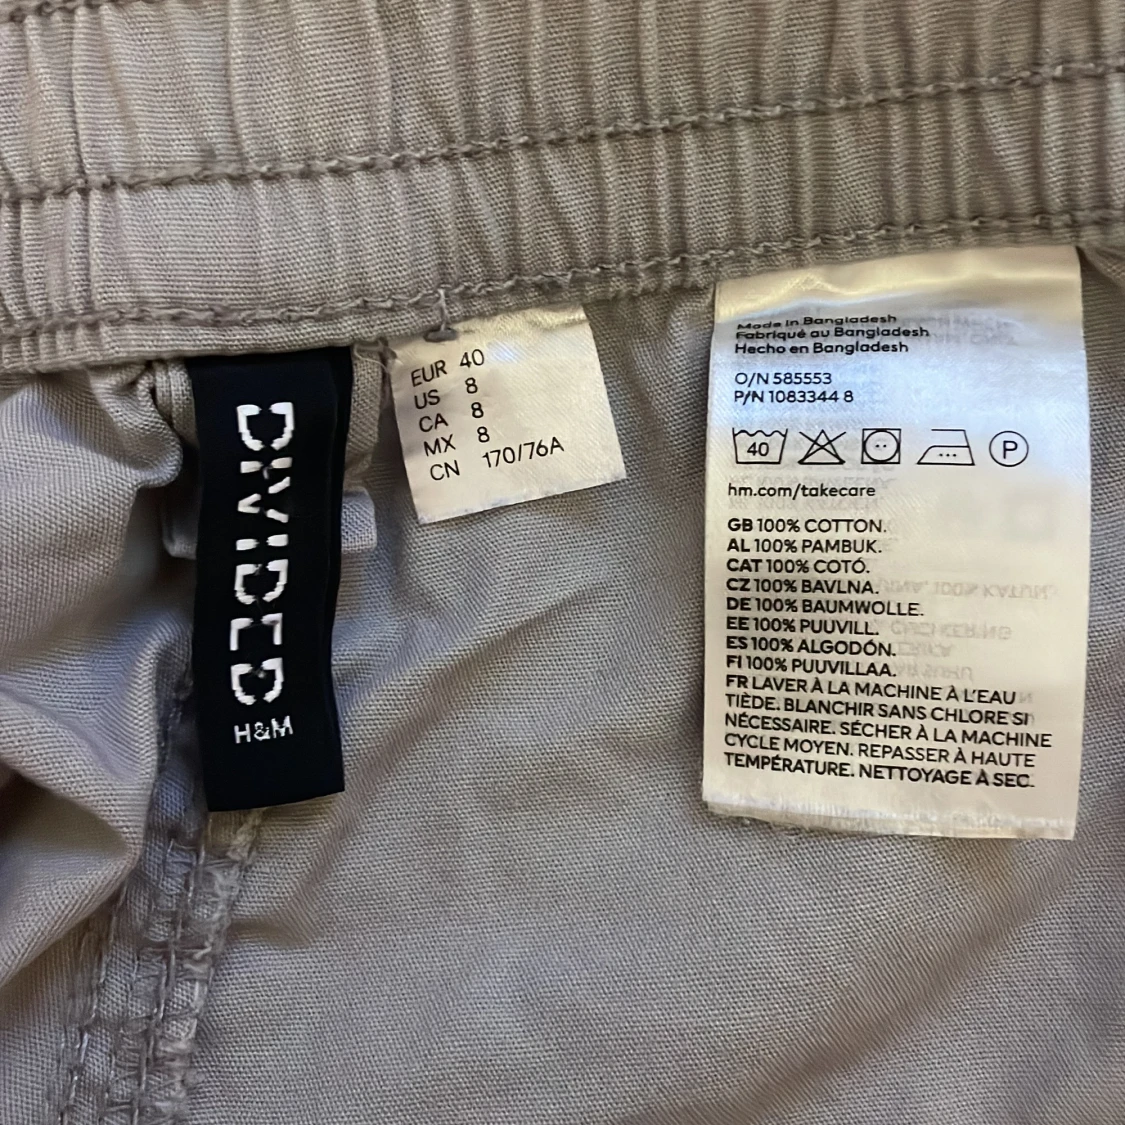 DIVIDED
H&M
EUR 40
US 8
CA 8
MX 8
CN 170/76A
Made in Bangladesh
Fabriqué au Bangladesh
Hecho en Bangladesh
O/N 585553
P/N 1083344 8
40
P
hm.com/takecare
GB 100% COTTON.
AL 100% PAMBUK.
CAT 100% COTÓ.
CZ 100% BAVLNA.
DE 100% BAUMWOLLE.
EE 100% PUUVILL.
ES 100% ALGODÓN.
FI 100% PUUVILLAA.
FR LAVER À LA MACHINE À L'EAU
TIÈDE. BLANCHIR SANS CHLORE SI
NÉCESSAIRE. SÉCHER À LA MACHINE
CYCLE MOYEN. REPASSER À HAUTE
TEMPÉRATURE. NETTOYAGE À SEC.